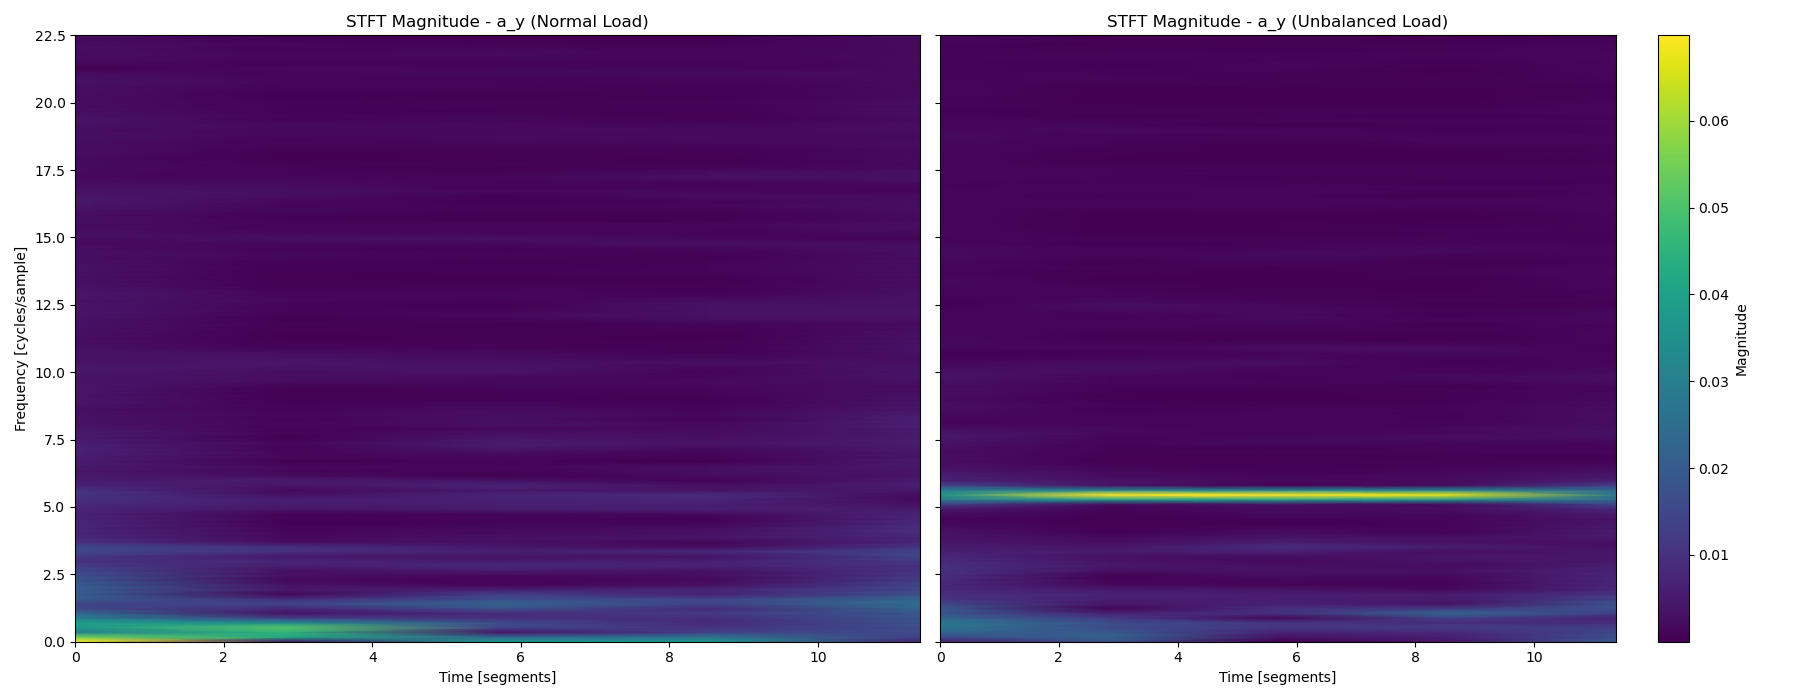 STFT Magnitude - a_y (Normal Load)
STFT Magnitude - a_y (Unbalanced Load)
22.5
20.0
17.5
15.0
12.5
10.0
7.5
5.0
2.5
0.0
Frequency [cycles/sample]
0 2 4 6 8 10
Time [segments]
0 2 4 6 8 10
Time [segments]
0.06
0.05
0.04
0.03
0.02
0.01
Magnitude